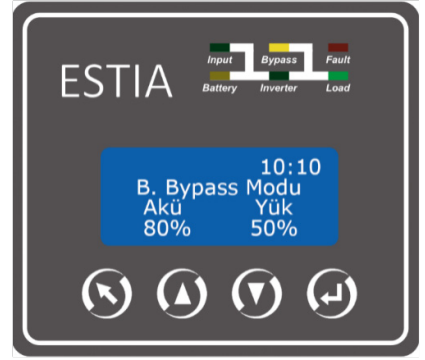 ESTIA
Input Bypass Fault
Battery Inverter Load
10:10
B. Bypass Modu
Akü Yük
80% 50%